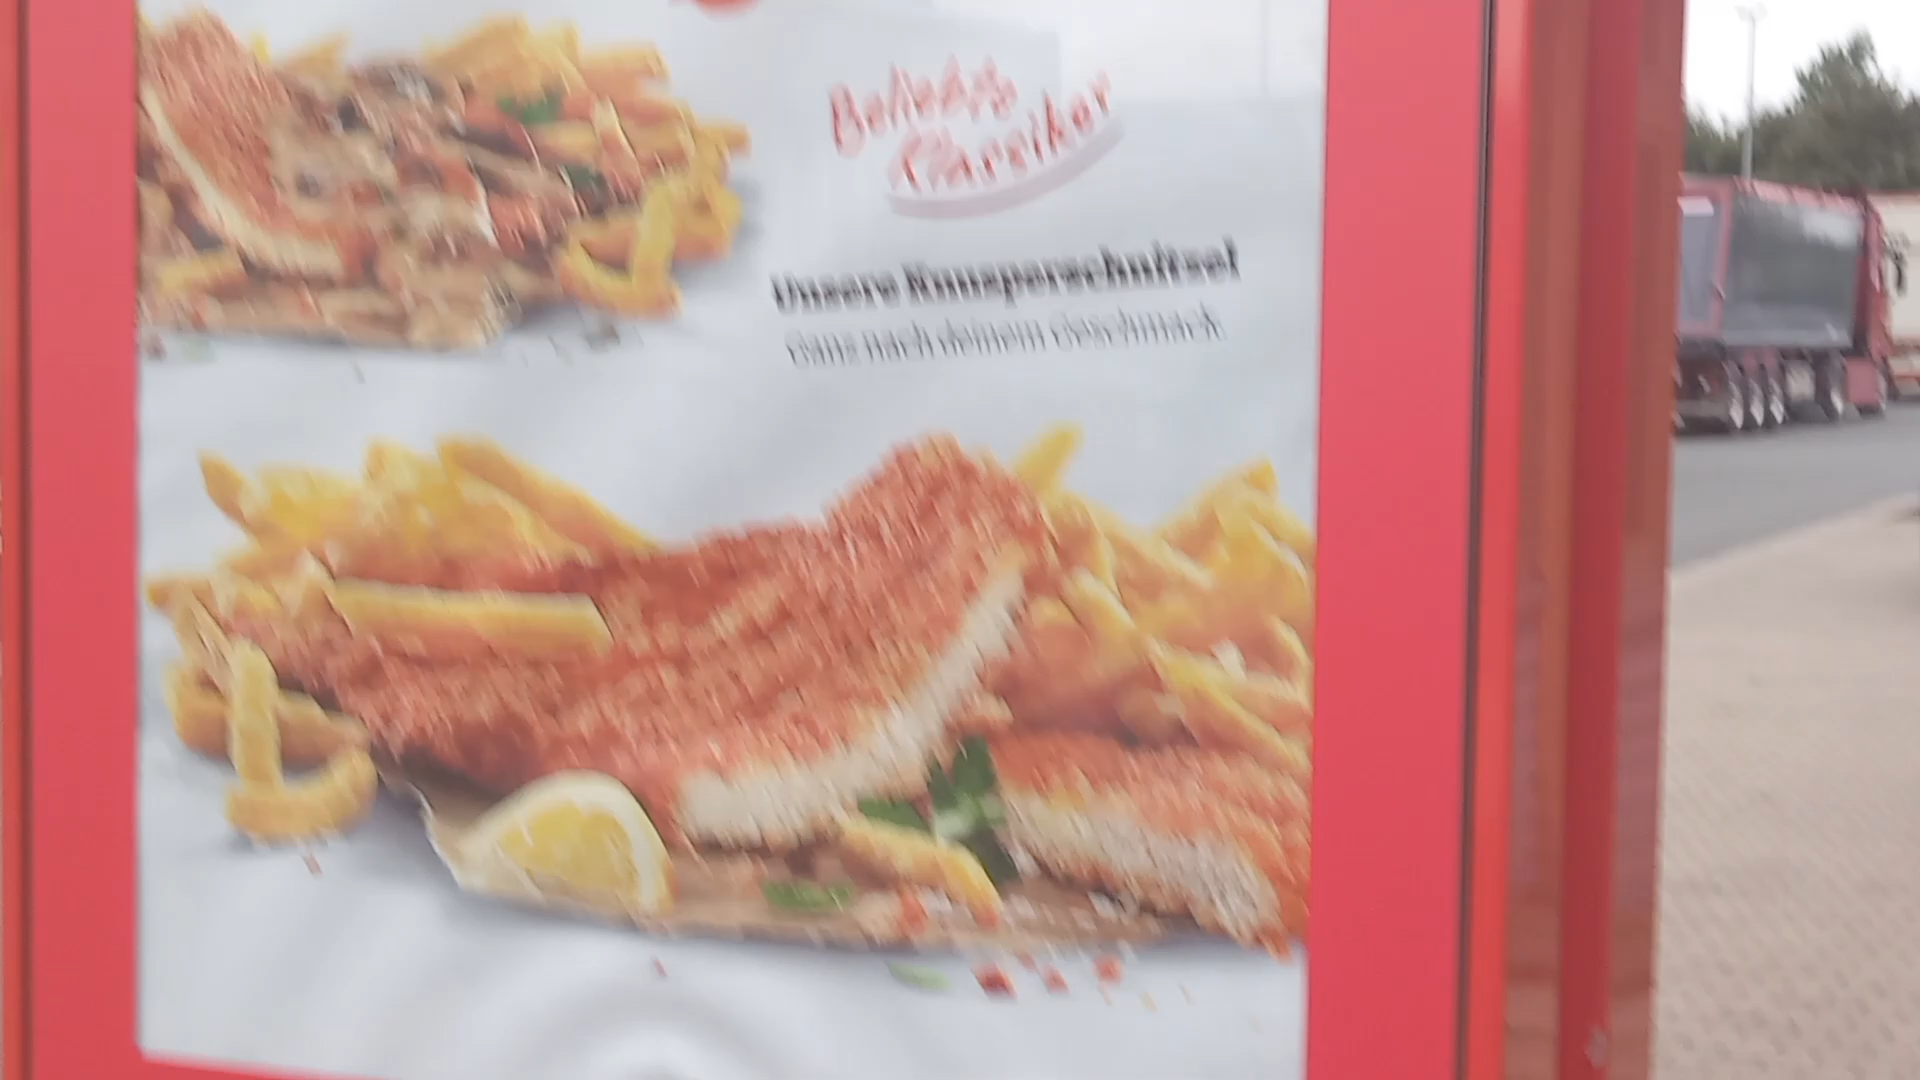 Beliebte
Klassiker
Unsere Knusperschnitzel
Ganz nach deinem Geschmack